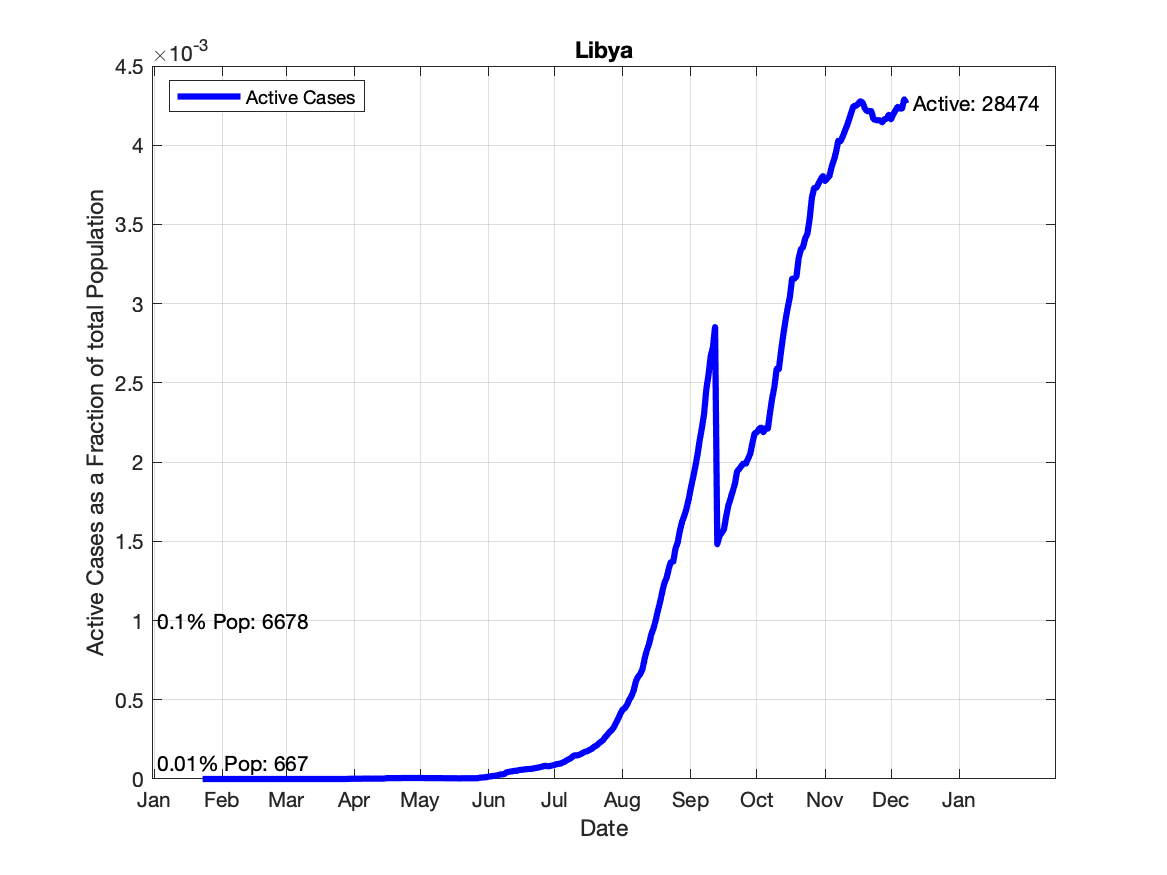 Libya
×10-3
4.5
4
3.5
3
2.5
2
1.5
1
0.5
0
Active Cases as a Fraction of total Population
Active Cases
Active: 28474
0.1% Pop: 6678
0.01% Pop: 667
Jan Feb Mar Apr May Jun Jul Aug Sep Oct Nov Dec Jan
Date